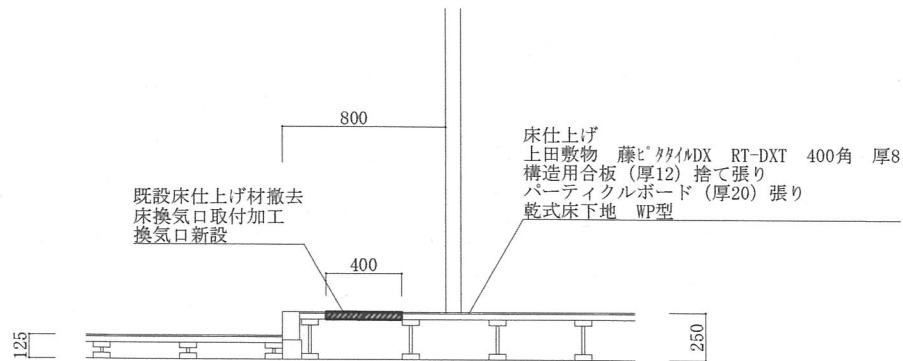 800
床仕上げ
上田敷物 藤ﾋﾟﾀﾀｲﾙDX RT-DXT 400角 厚8
構造用合板(厚12)捨て張り
パーティクルボード(厚20)張り
乾式床下地 WP型
既設床仕上げ材撤去
床換気口取付加工
換気口新設
400
125
250